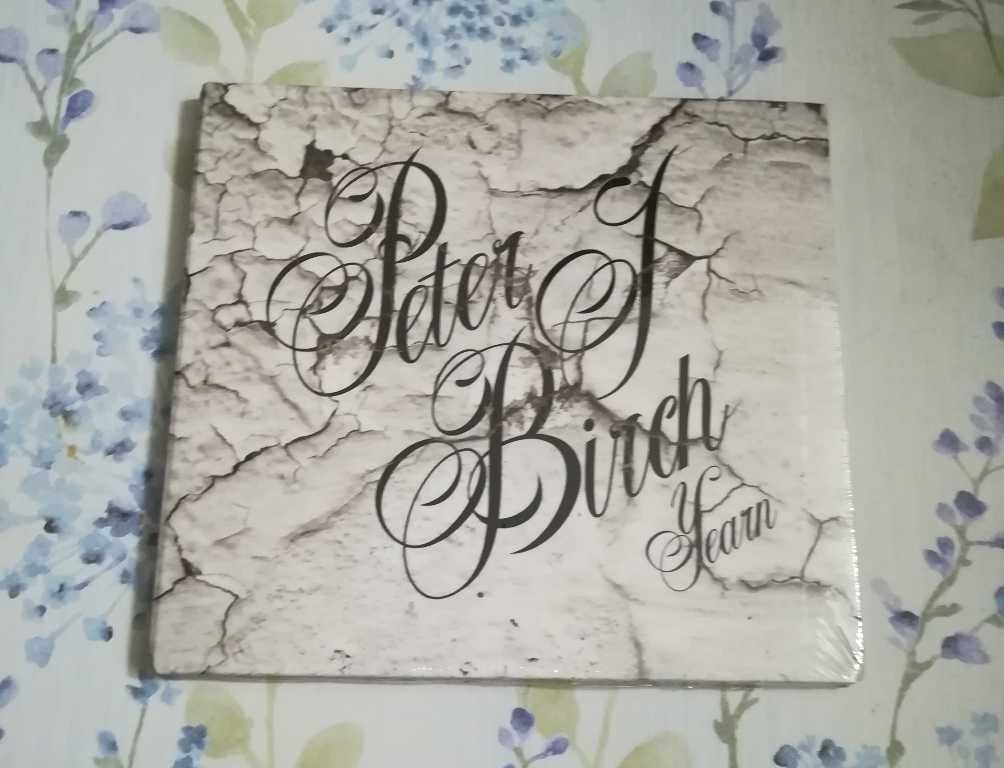 Peter J
Birch
Yearn